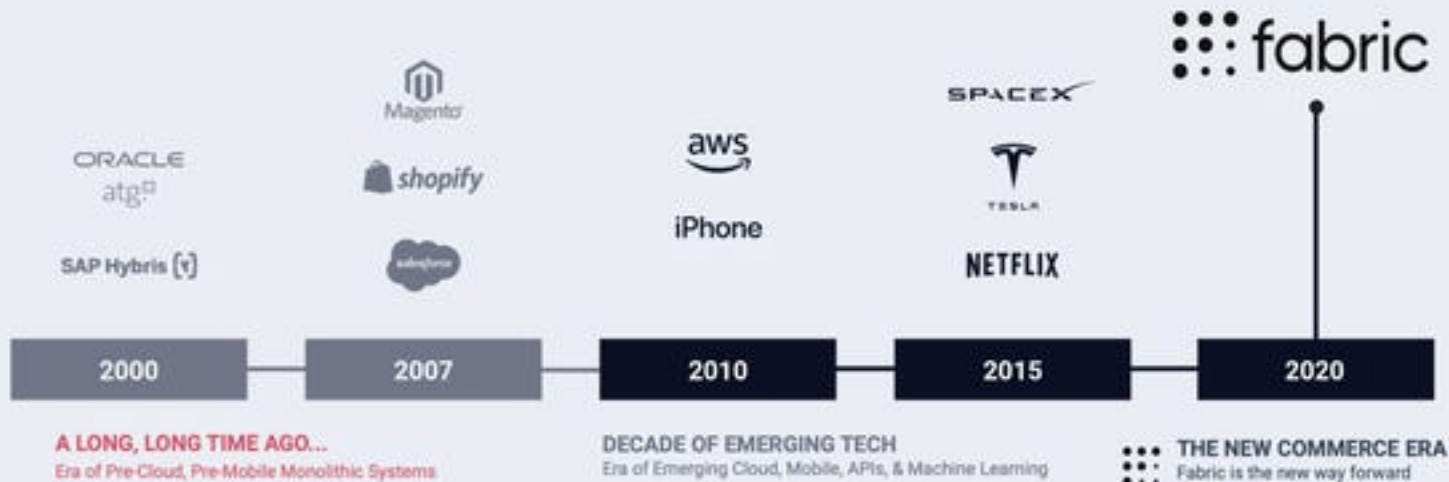 fabric
SPACEX
Magento
aws
ORACLE
TESLA
atg
shopify
iPhone
SAP Hybris [y]
salesforce
NETFLIX
2000
2007
2010
2015
2020
A LONG, LONG TIME AGO...
Era of Pre-Cloud, Pre-Mobile Monolithic Systems
DECADE OF EMERGING TECH
Era of Emerging Cloud, Mobile, APIs, & Machine Learning
THE NEW COMMERCE ERA
Fabric is the new way forward